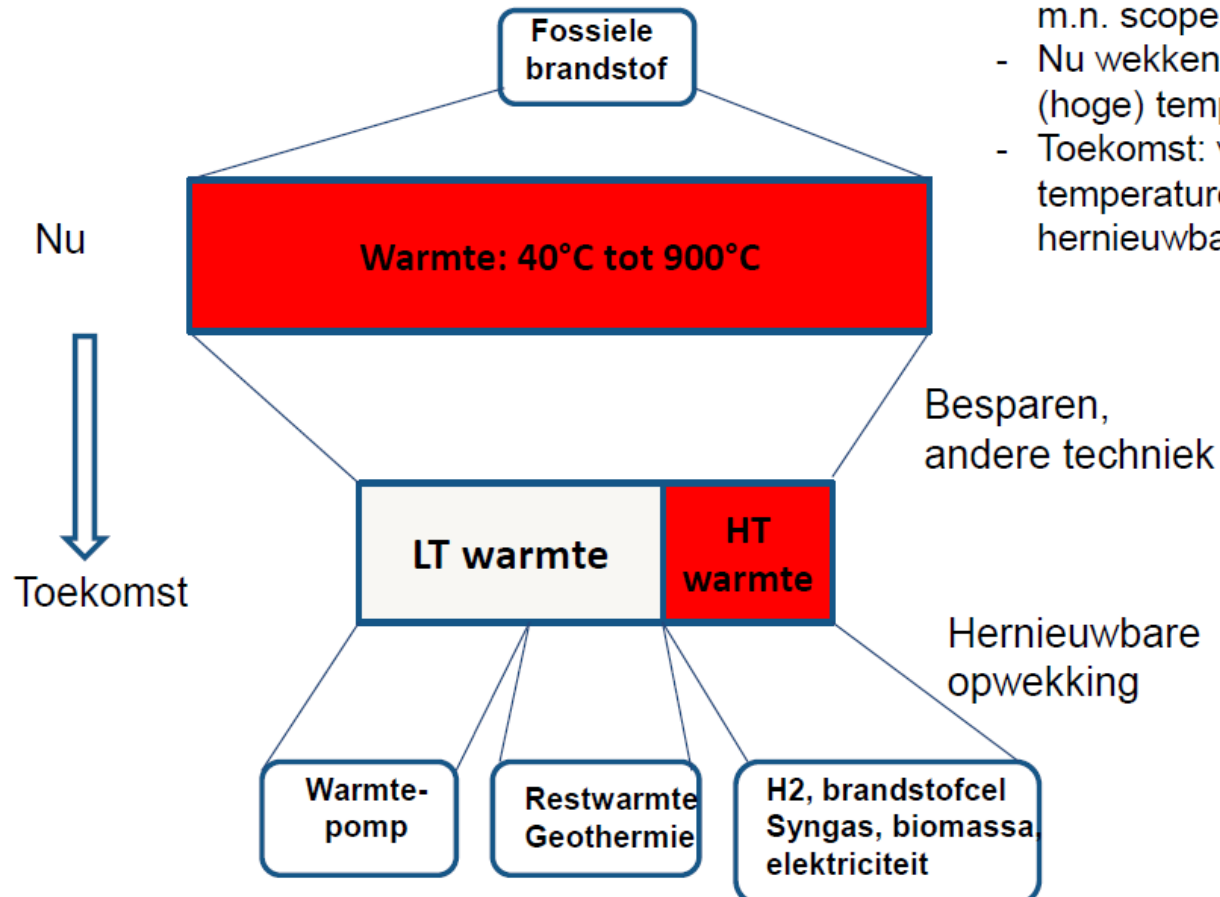 m.n. scope
- Nu wekken
(hoge) temp
- Toekomst: v
temperature
hernieuwba
Fossiele
brandstof
Nu
Warmte: 40°C tot 900°C
Besparen,
andere techniek
LT warmte
HT
warmte
Toekomst
Hernieuwbare
opwekking
Warmte-
pomp
Restwarmte
Geothermie
H2, brandstofcel
Syngas, biomassa,
elektriciteit